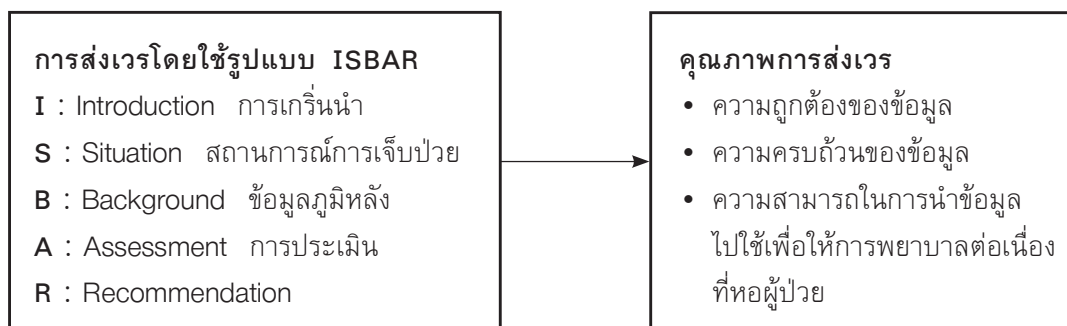 การส่งเวรโดยใช้รูปแบบ ISBAR
I : Introduction การเกริ่นนำ
S : Situation สถานการณ์การเจ็บป่วย
B : Background ข้อมูลภูมิหลัง
A : Assessment การประเมิน
R : Recommendation
คุณภาพการส่งเวร
• ความถูกต้องของข้อมูล
• ความครบถ้วนของข้อมูล
• ความสามารถในการนำข้อมูล
ไปใช้เพื่อให้การพยาบาลต่อเนื่อง
ที่หอผู้ป่วย